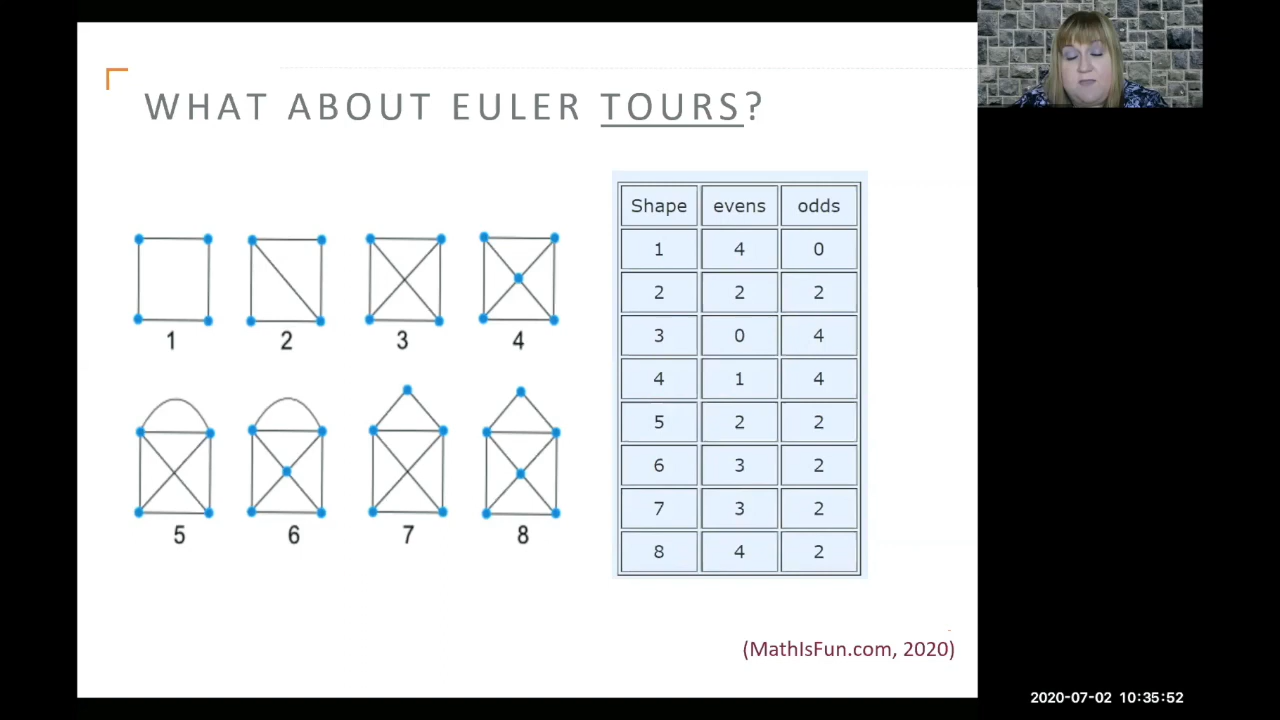 WHAT ABOUT EULER TOURS?
1 2 3 4
5 6 7 8
Shape evens odds
1 4 0
2 2 2
3 0 4
4 1 4
5 2 2
6 3 2
7 3 2
8 4 2
(MathIsFun.com, 2020)
2020-07-02 10:35:52